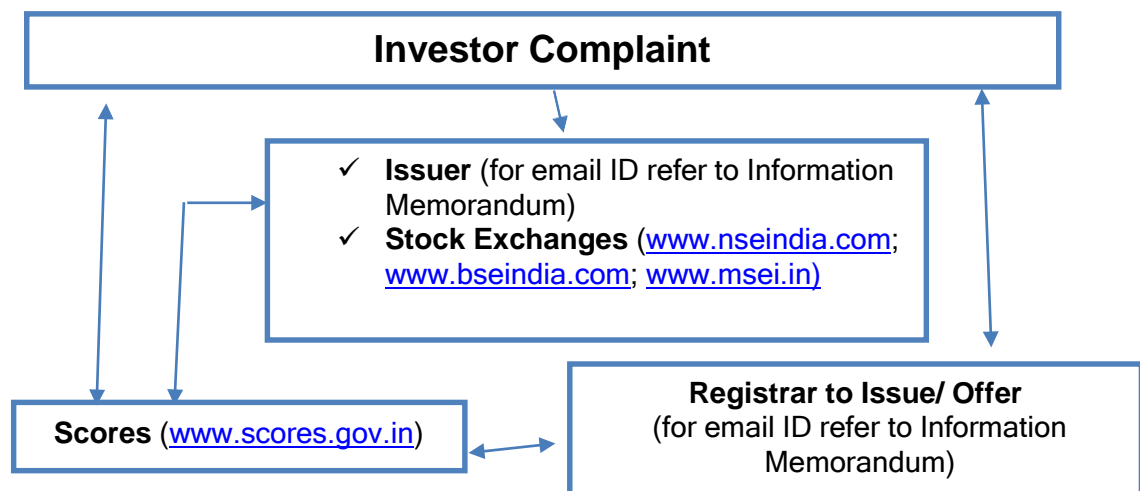 Investor Complaint
✓ Issuer (for email ID refer to Information
Memorandum)
✓ Stock Exchanges (www.nseindia.com;
www.bseindia.com; www.msei.in)
Scores (www.scores.gov.in)
Registrar to Issue/ Offer
(for email ID refer to Information
Memorandum)